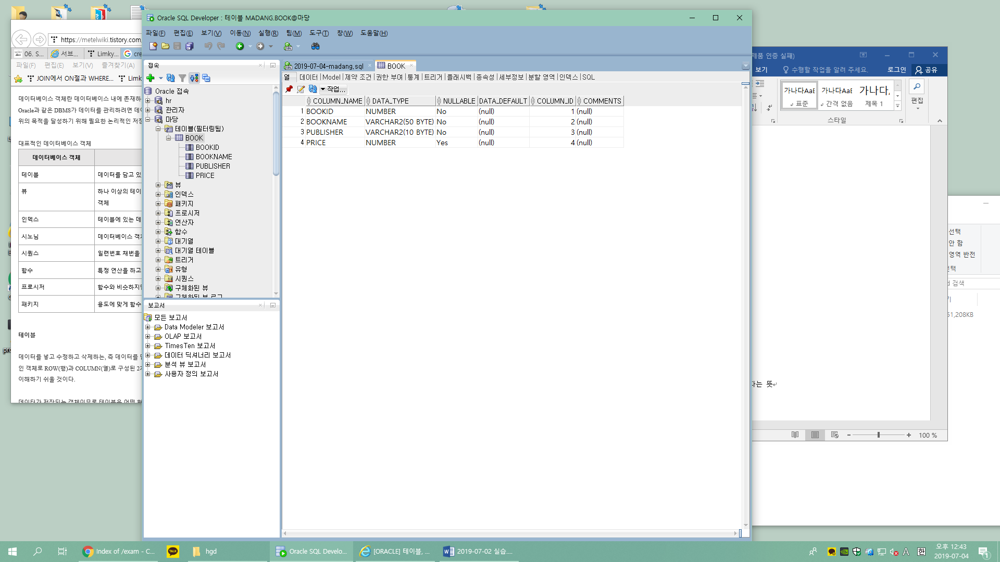 Oracle SQL Developer : 테이블 MADANG.BOOK@마당
파일(F) 편집(E) 보기(V) 이동(N) 실행(R) 팀(M) 도구(T) 창(W) 도움말(H)
접속
Oracle 접속
hr
관리자
마당
테이블(필터링됨)
BOOK
BOOKID
BOOKNAME
PUBLISHER
PRICE
뷰
인덱스
패키지
프로시저
연산자
함수
대기열
대기열 테이블
트리거
유형
시퀀스
구체화된 뷰
구체화된 뷰 로그
보고서
모든 보고서
Data Modeler 보고서
OLAP 보고서
TimesTen 보고서
데이터 딕셔너리 보고서
분석 뷰 보고서
사용자 정의 보고서
2019-07-04-madang.sql BOOK
열 데이터 Model 제약 조건 권한 부여 통계 트리거 플래시백 종속성 세부정보 분할 영역 인덱스 SQL
작업...
COLUMN_NAME DATA_TYPE NULLABLE DATA_DEFAULT COLUMN_ID COMMENTS
1 BOOKID NUMBER No (null) 1 (null)
2 BOOKNAME VARCHAR2(50 BYTE) No (null) 2 (null)
3 PUBLISHER VARCHAR2(10 BYTE) No (null) 3 (null)
4 PRICE NUMBER Yes (null) 4 (null)
https://metelwiki.tistory.com
06. S... 서브... Limky... cre
파일(F) 편집(E) 보기(V) 즐겨찾기(A)
JOIN에서 ON절과 WHERE... Limk
데이터베이스 객체란 데이터베이스 내에 존재하
Oracle과 같은 DBMS가 데이터를 관리하려면 데이
위의 목적을 달성하기 위해 필요한 논리적인 저장
대표적인 데이터베이스 객체
데이터베이스 객체
테이블 데이터를 담고 있
뷰 하나 이상의 테이
객체
인덱스 테이블에 있는 데
시노님 데이터베이스 객체
시퀀스 일련번호 채번을
함수 특정 연산을 하고
프로시저 함수와 비슷하지만
패키지 용도에 맞게 함수
테이블
데이터를 넣고 수정하고 삭제하는, 즉 데이터를
인 객체로 ROW(행)과 COLUMN(열)로 구성된 2
이해하기 쉬울 것이다.
데이터가 저장되는 객체이므로 테이블은 어떤
제품 인증 실패)
보기 수행할 작업을 알려 주세요. 로그인 공유
가나다AaE 가나다AaE 가나다,
표준 간격 없음 제목 1
편집
스타일
다는 뜻
100 %
선택
안 함
영역 반전
선택
검색
51,208KB
Index of /exam - C... TALK hgd Oracle SQL Develo... [ORACLE] 테이블, ... 2019-07-02 실습....
A 한
오후 12:43
2019-07-04
1